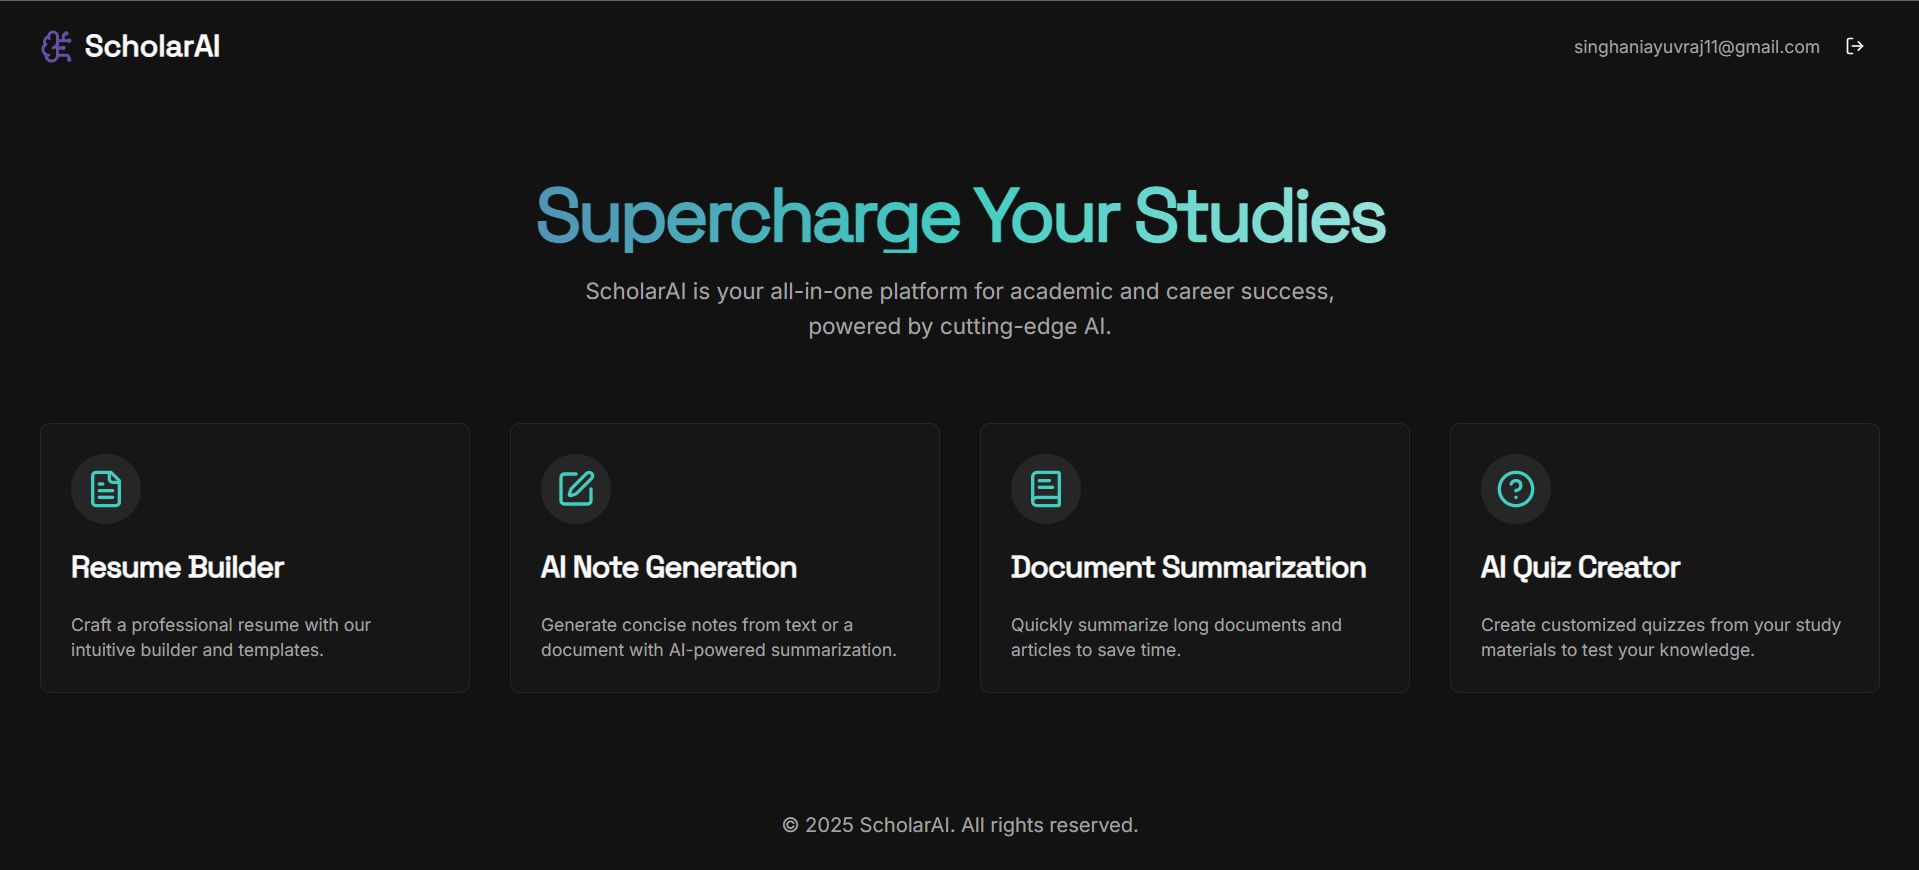 ScholarAI
singhaniayuvraj11@gmail.com
Supercharge Your Studies
ScholarAI is your all-in-one platform for academic and career success,
powered by cutting-edge AI.
Resume Builder
Craft a professional resume with our
intuitive builder and templates.
AI Note Generation
Generate concise notes from text or a
document with AI-powered summarization.
Document Summarization
Quickly summarize long documents and
articles to save time.
AI Quiz Creator
Create customized quizzes from your study
materials to test your knowledge.
© 2025 ScholarAI. All rights reserved.